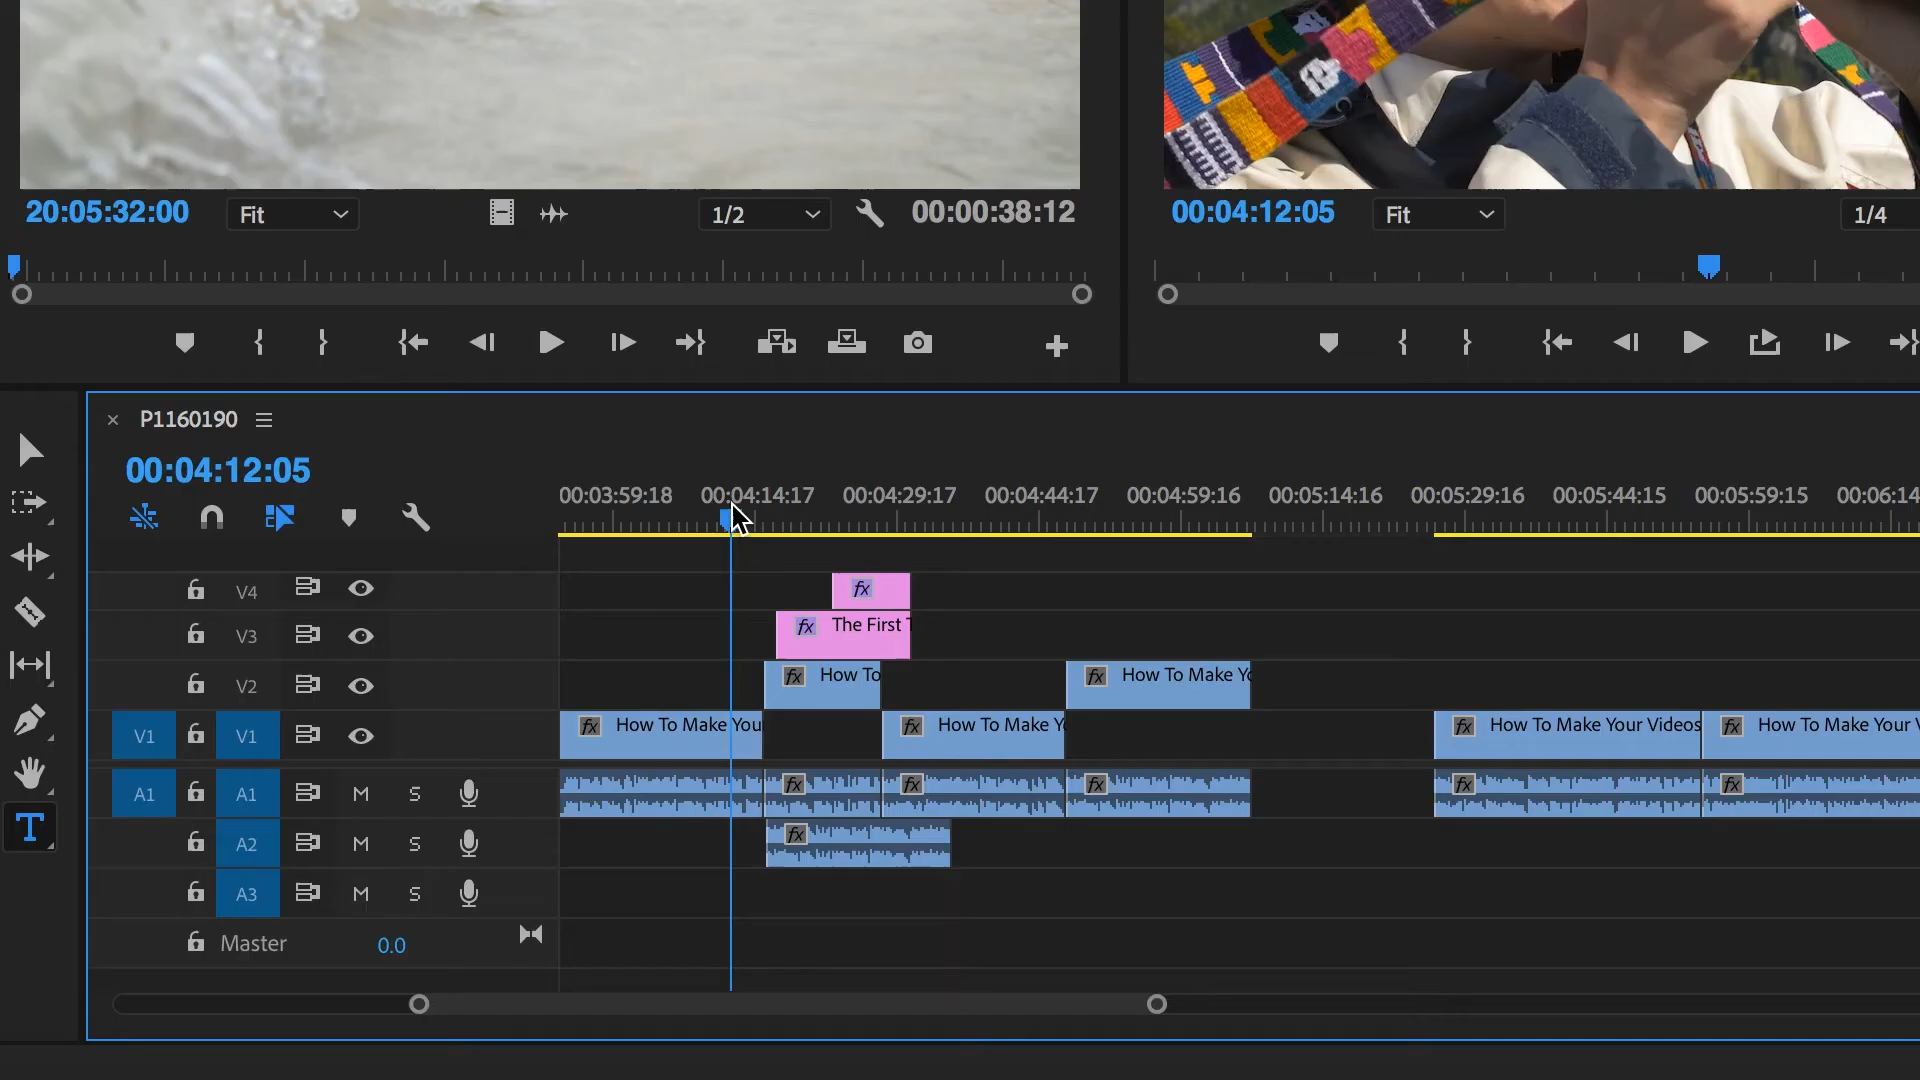 20:05:32:00 Fit 1/2 00:00:38:12 00:04:12:05 Fit 1/4
P1160190
00:04:12:05
00:03:59:18 00:04:14:17 00:04:29:17 00:04:44:17 00:04:59:16 00:05:14:16 00:05:29:16 00:05:44:15 00:05:59:15 00:06:14
V4 fx
V3 fx The First T
V2 fx How To fx How To Make Yo
V1 V1 fx How To Make You fx How To Make Y fx How To Make Your Videos fx How To Make Your V
A1 A1 M S fx fx fx fx fx
A2 M S fx
A3 M S
Master 0.0
T